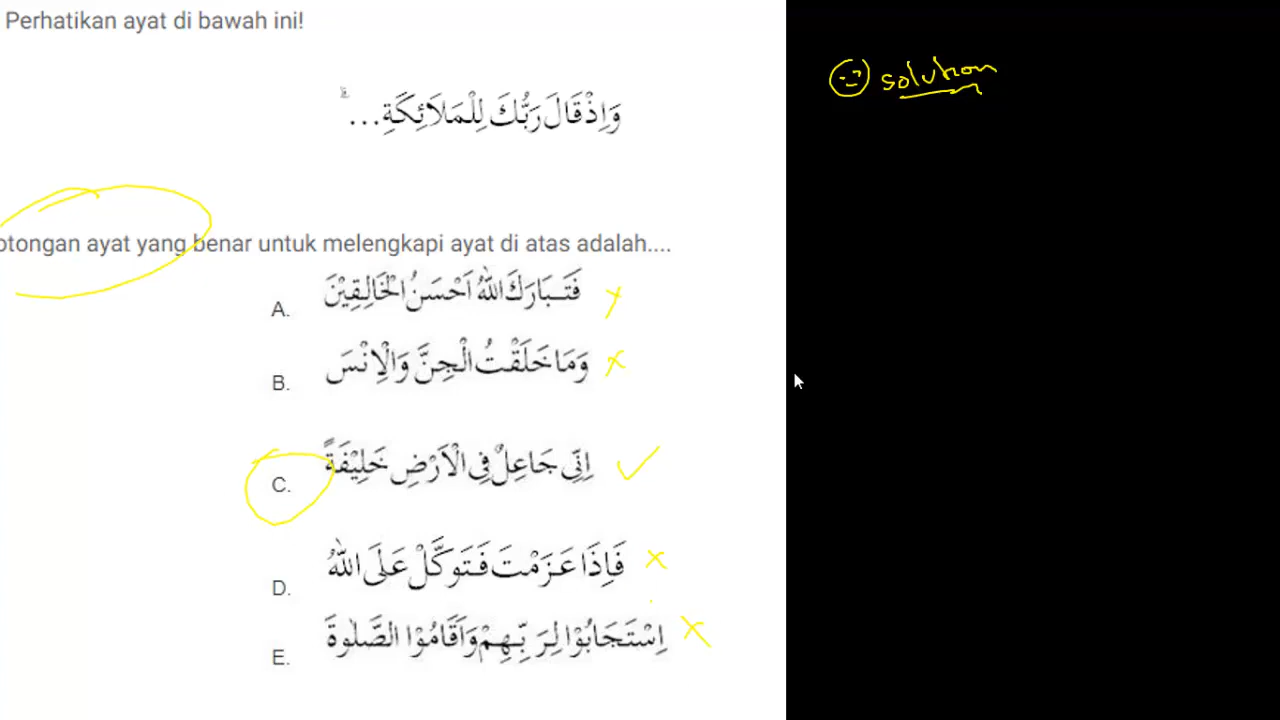 Perhatikan ayat di bawah ini!
وَاِذْقَالَ رَبُّكَ لِلْمَلَائِكَةِ...
otongan ayat yang benar untuk melengkapi ayat di atas adalah....
A. فَتَبَارَكَ اللّٰهُ اَحْسَنُ الْخَالِقِيْنَ
B. وَمَا خَلَقْتُ الْجِنَّ وَالْاِنْسَ
C. اِنِّى جَاعِلٌ فِى الْاَرْضِ خَلِيْفَةً
D. فَاِذَا عَزَمْتَ فَتَوَكَّلْ عَلَى اللّٰهُ
E. اِسْتَجَابُوْا لِرَبِّهِمْ وَاَقَامُوْا الصَّلٰوةَ
solution